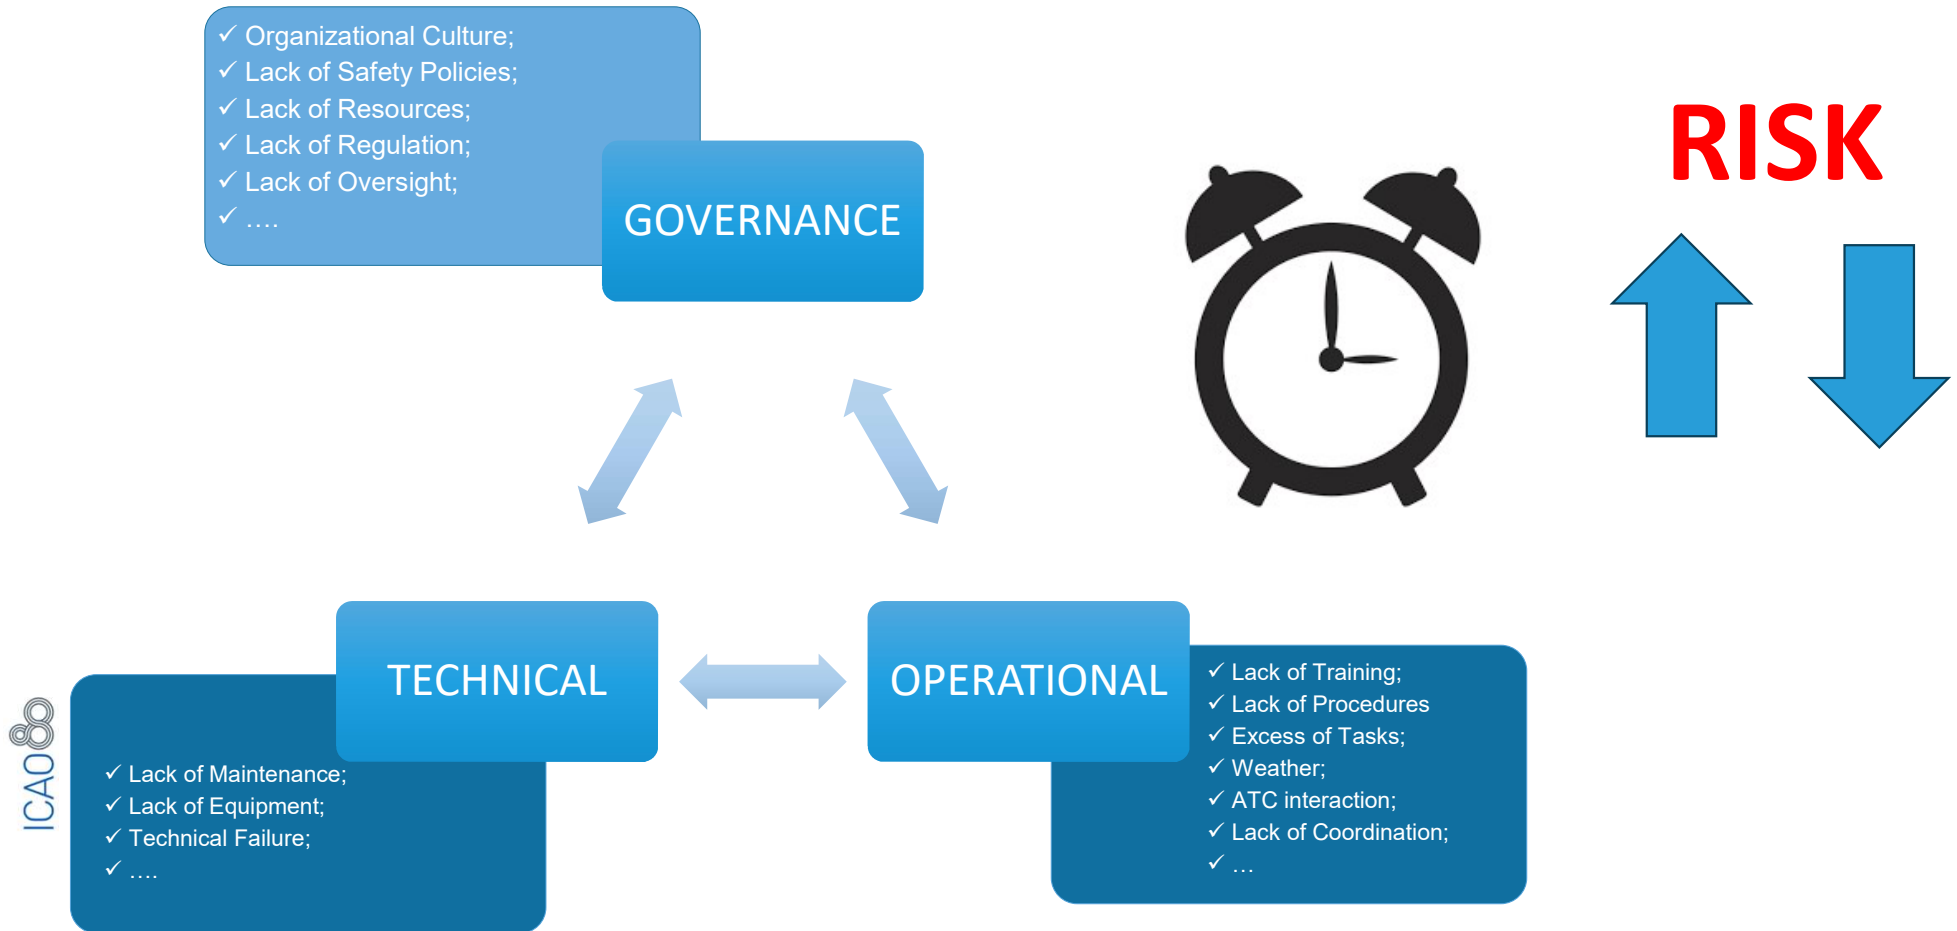 ✓ Organizational Culture;
✓ Lack of Safety Policies;
✓ Lack of Resources;
✓ Lack of Regulation;
✓ Lack of Oversight;
✓ ....
GOVERNANCE
RISK
TECHNICAL
✓ Lack of Maintenance;
✓ Lack of Equipment;
✓ Technical Failure;
✓ ....
OPERATIONAL
✓ Lack of Training;
✓ Lack of Procedures
✓ Excess of Tasks;
✓ Weather;
✓ ATC interaction;
✓ Lack of Coordination;
✓ ...
ICAO